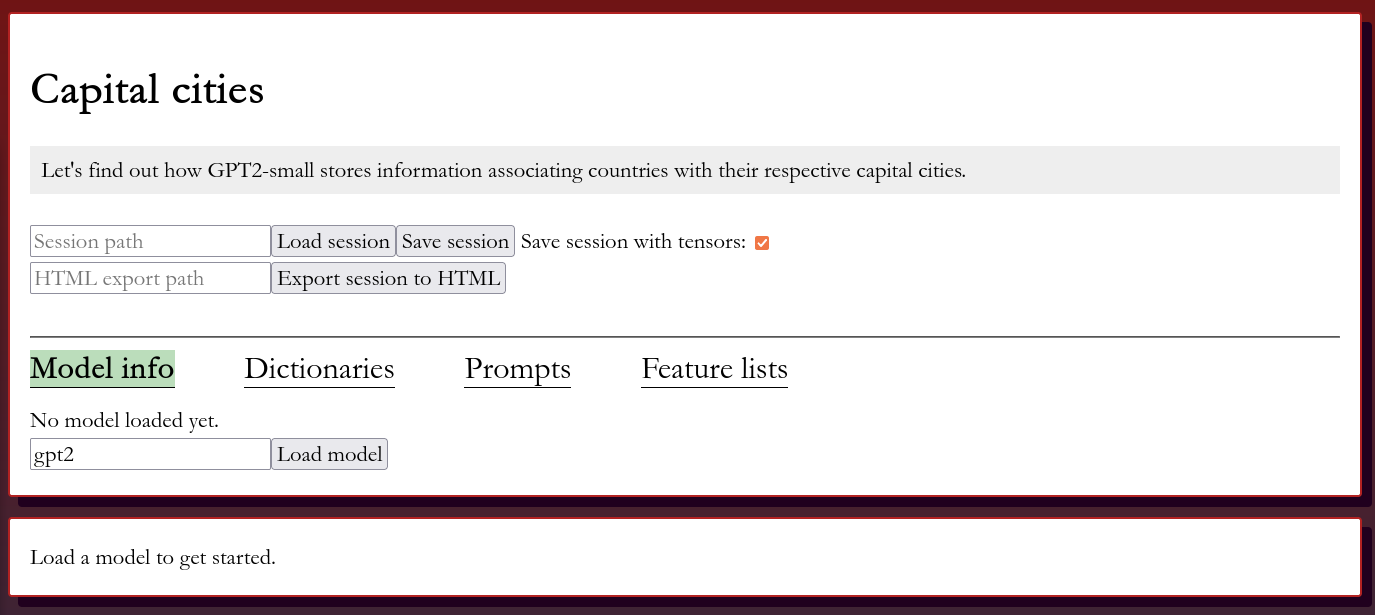 Capital cities
Let's find out how GPT2-small stores information associating countries with their respective capital cities.
Session path Load session Save session Save session with tensors:
HTML export path Export session to HTML
Model info Dictionaries Prompts Feature lists
No model loaded yet.
gpt2 Load model
Load a model to get started.